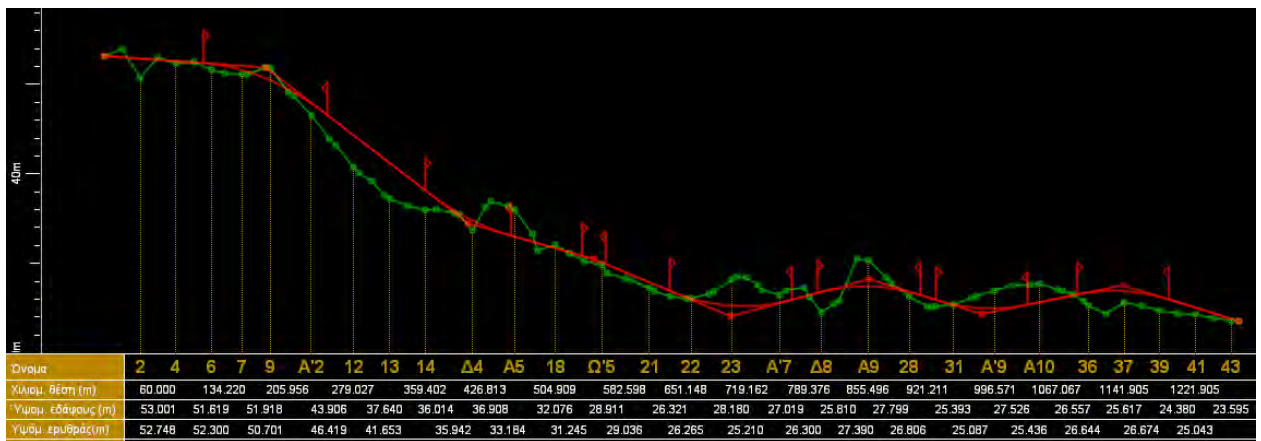 40m
m
Όνομα 2 4 6 7 9 Α'2 12 13 14 Δ4 Α5 18 Ω'5 21 22 23 Α'7 Δ8 Α9 28 31 Α'9 Α10 36 37 39 41 43
Χιλιομ. θέση (m) 60.000 134.220 205.956 279.027 359.402 426.813 504.909 582.598 651.148 719.162 789.376 855.496 921.211 996.571 1067.067 1141.905 1221.905
Ύψομ. εδάφους (m) 53.001 51.619 51.918 43.906 37.640 36.014 36.908 32.076 28.911 26.321 28.180 27.019 25.810 27.799 25.393 27.526 26.557 25.617 24.380 23.595
Υψόμ. ερυθράς(m) 52.748 52.300 50.701 46.419 41.653 35.942 33.184 31.245 29.036 26.265 25.210 26.300 27.390 26.806 25.087 25.436 26.644 26.674 25.043